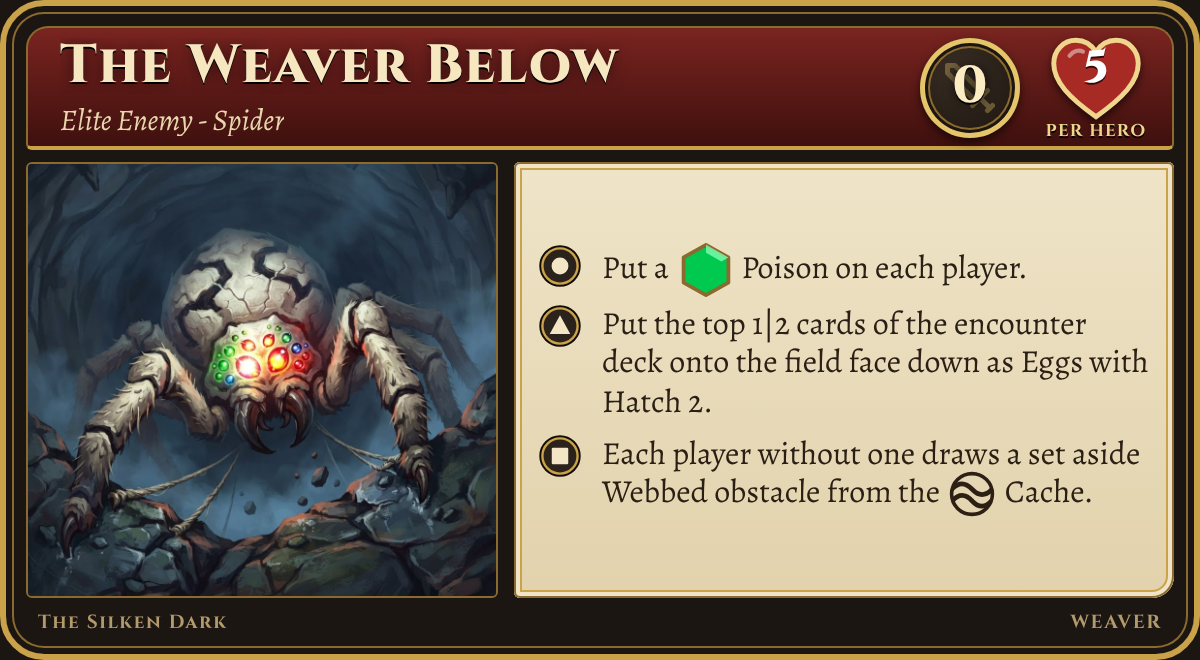 The Weaver Below
Elite Enemy - Spider
0
5
PER HERO
Put a Poison on each player.
Put the top 1|2 cards of the encounter
deck onto the field face down as Eggs with
Hatch 2.
Each player without one draws a set aside
Webbed obstacle from the Cache.
The Silken Dark
WEAVER